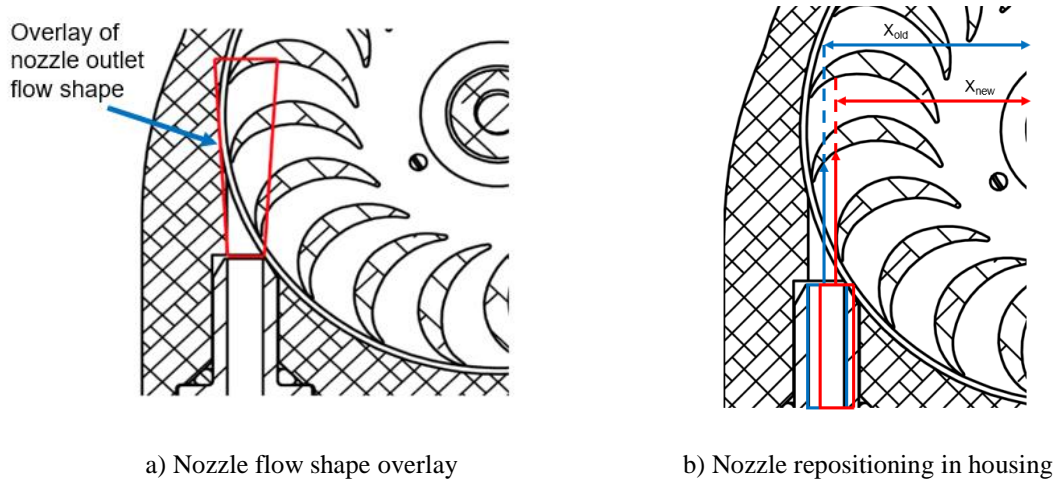 Overlay of
nozzle outlet
flow shape
Xold
Xnew
a) Nozzle flow shape overlay
b) Nozzle repositioning in housing